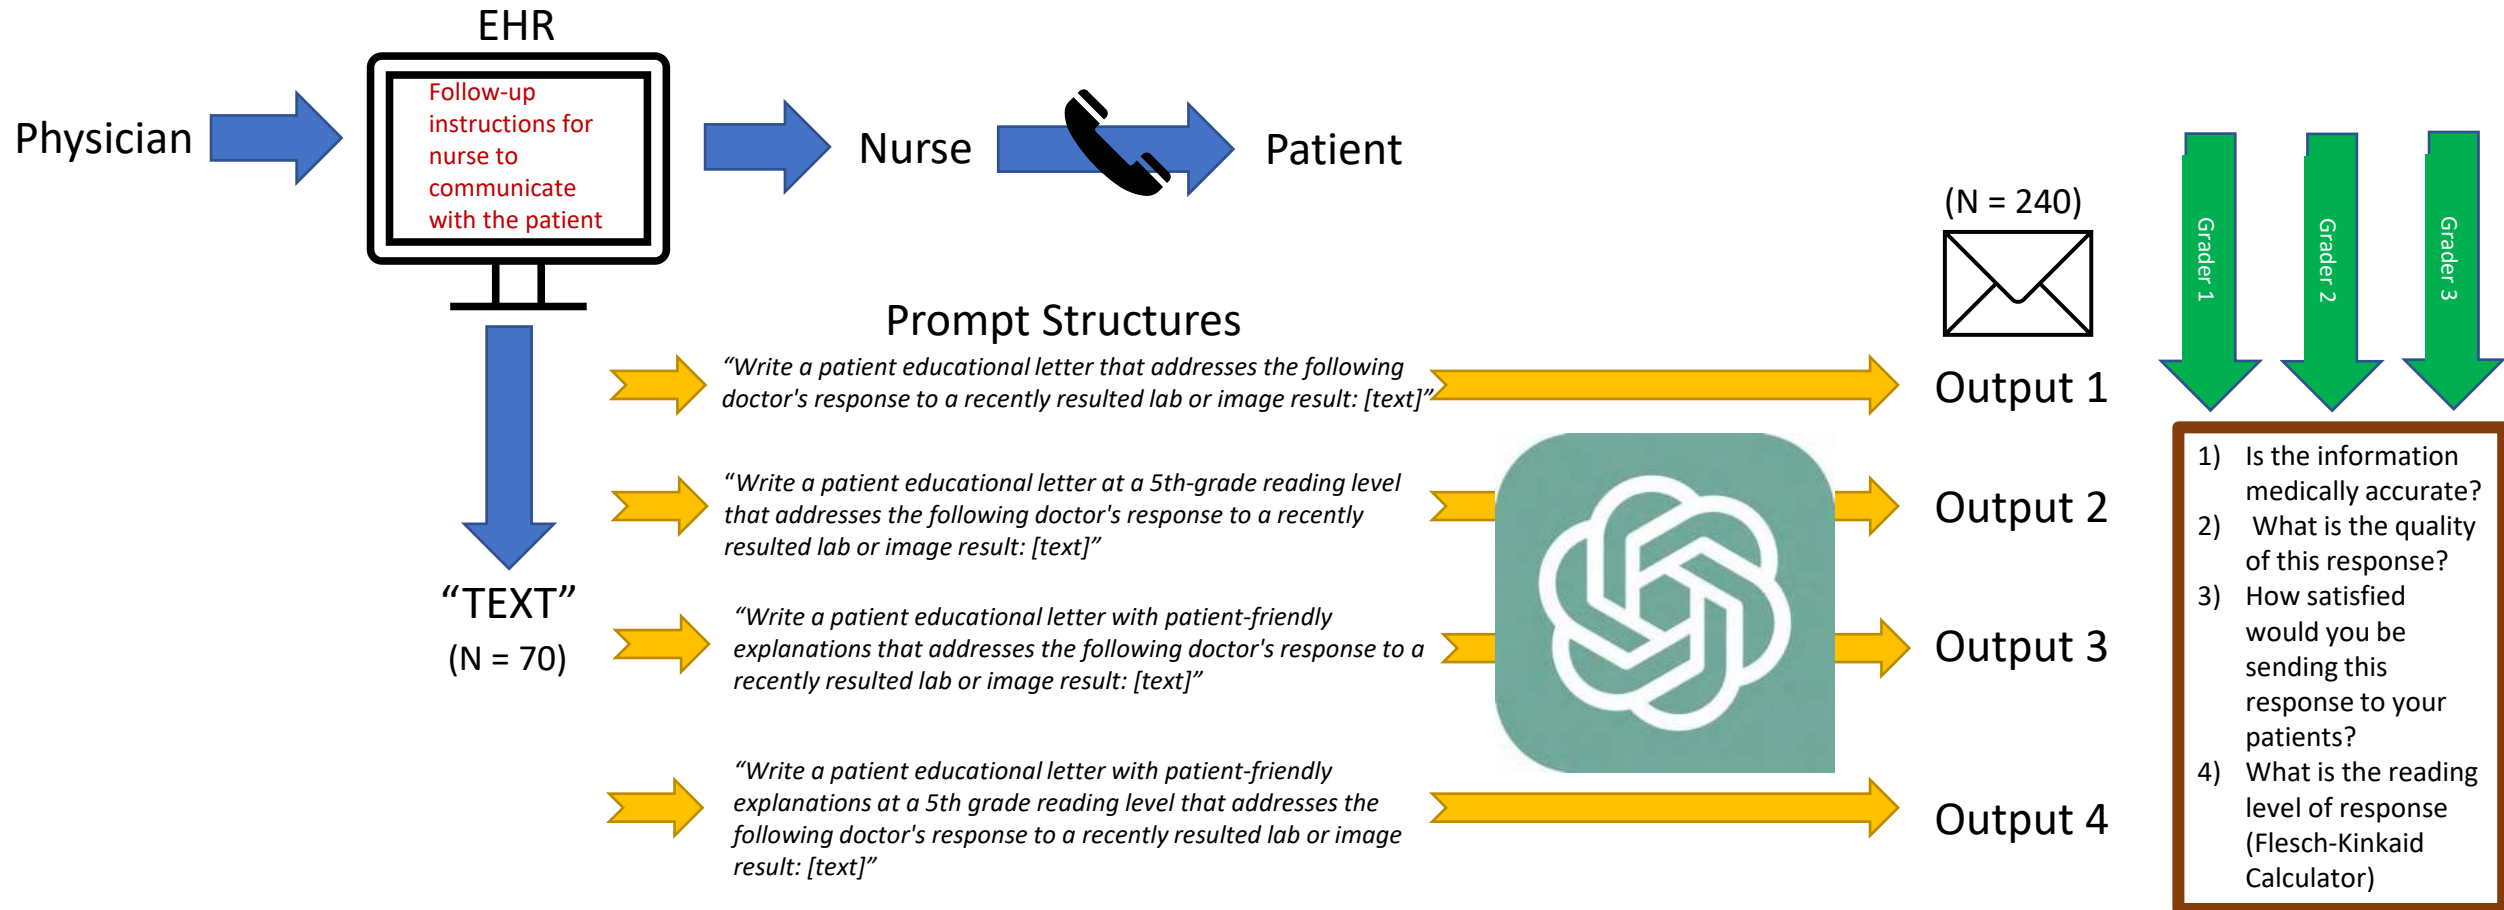 EHR
Physician
Follow-up
instructions for
nurse to
communicate
with the patient
Nurse
Patient
“TEXT”
(N = 70)
Prompt Structures
“Write a patient educational letter that addresses the following
doctor's response to a recently resulted lab or image result: [text]”
“Write a patient educational letter at a 5th-grade reading level
that addresses the following doctor's response to a recently
resulted lab or image result: [text]”
“Write a patient educational letter with patient-friendly
explanations that addresses the following doctor's response to a
recently resulted lab or image result: [text]”
“Write a patient educational letter with patient-friendly
explanations at a 5th grade reading level that addresses the
following doctor's response to a recently resulted lab or image
result: [text]”
(N = 240)
Output 1
Output 2
Output 3
Output 4
Grader 1
Grader 2
Grader 3
1) Is the information
medically accurate?
2) What is the quality
of this response?
3) How satisfied
would you be
sending this
response to your
patients?
4) What is the reading
level of response
(Flesch-Kinkaid
Calculator)